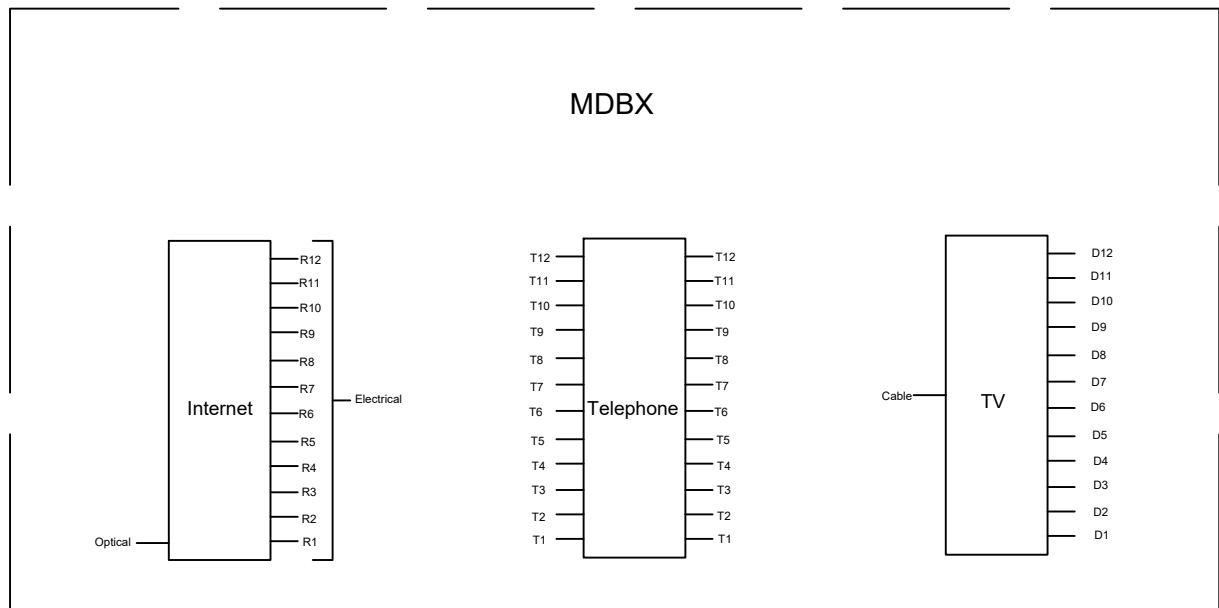 MDBX
R12
R11
R10
R9
R8
R7
R6
R5
R4
R3
R2
R1
Internet
Electrical
Optical
T12
T11
T10
T9
T8
T7
T6
T5
T4
T3
T2
T1
Telephone
T12
T11
T10
T9
T8
T7
T6
T5
T4
T3
T2
T1
Cable
TV
D12
D11
D10
D9
D8
D7
D6
D5
D4
D3
D2
D1